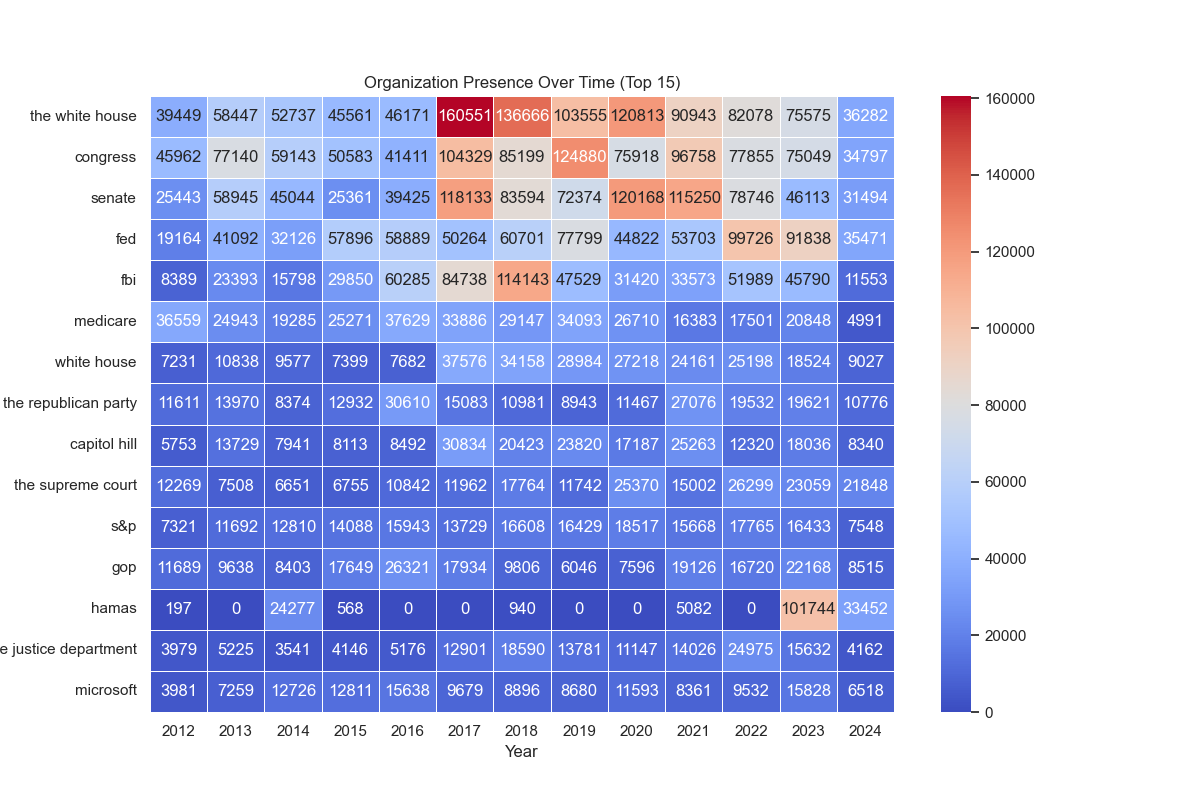 Organization Presence Over Time (Top 15)
the white house 39449 58447 52737 45561 46171 160551 136666 103555 120813 90943 82078 75575 36282
congress 45962 77140 59143 50583 41411 104329 85199 124880 75918 96758 77855 75049 34797
senate 25443 58945 45044 25361 39425 118133 83594 72374 120168 115250 78746 46113 31494
fed 19164 41092 32126 57896 58889 50264 60701 77799 44822 53703 99726 91838 35471
fbi 8389 23393 15798 29850 60285 84738 114143 47529 31420 33573 51989 45790 11553
medicare 36559 24943 19285 25271 37629 33886 29147 34093 26710 16383 17501 20848 4991
white house 7231 10838 9577 7399 7682 37576 34158 28984 27218 24161 25198 18524 9027
the republican party 11611 13970 8374 12932 30610 15083 10981 8943 11467 27076 19532 19621 10776
capitol hill 5753 13729 7941 8113 8492 30834 20423 23820 17187 25263 12320 18036 8340
the supreme court 12269 7508 6651 6755 10842 11962 17764 11742 25370 15002 26299 23059 21848
s&p 7321 11692 12810 14088 15943 13729 16608 16429 18517 15668 17765 16433 7548
gop 11689 9638 8403 17649 26321 17934 9806 6046 7596 19126 16720 22168 8515
hamas 197 0 24277 568 0 0 940 0 0 5082 0 101744 33452
e justice department 3979 5225 3541 4146 5176 12901 18590 13781 11147 14026 24975 15632 4162
microsoft 3981 7259 12726 12811 15638 9679 8896 8680 11593 8361 9532 15828 6518
2012 2013 2014 2015 2016 2017 2018 2019 2020 2021 2022 2023 2024
Year
160000
140000
120000
100000
80000
60000
40000
20000
0